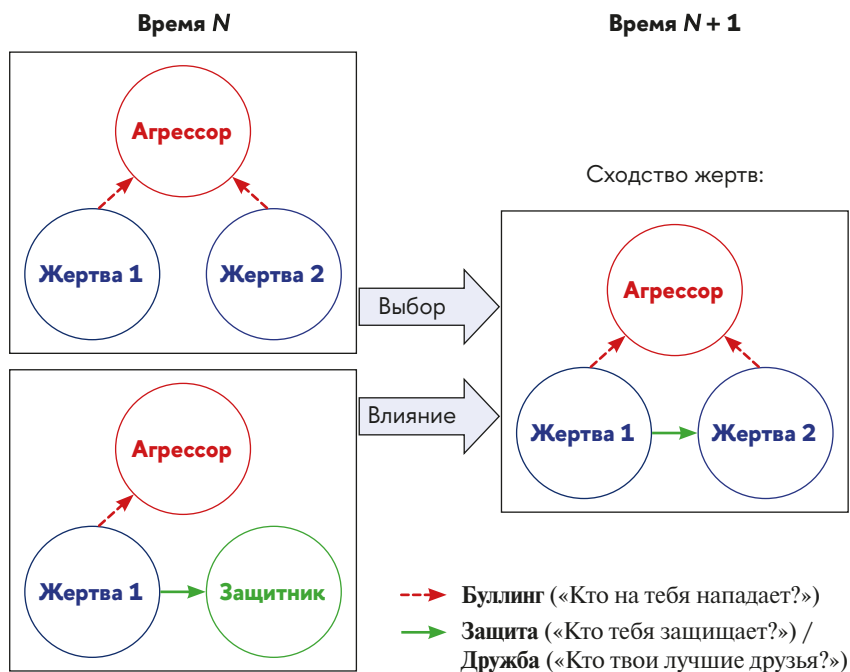 Время N
Время N + 1
Агрессор
Жертва 1
Жертва 2
Выбор
Сходство жертв:
Агрессор
Жертва 1
Жертва 2
Влияние
Агрессор
Жертва 1
Защитник
Буллинг («Кто на тебя нападает?»)
Защита («Кто тебя защищает?») /
Дружба («Кто твои лучшие друзья?»)